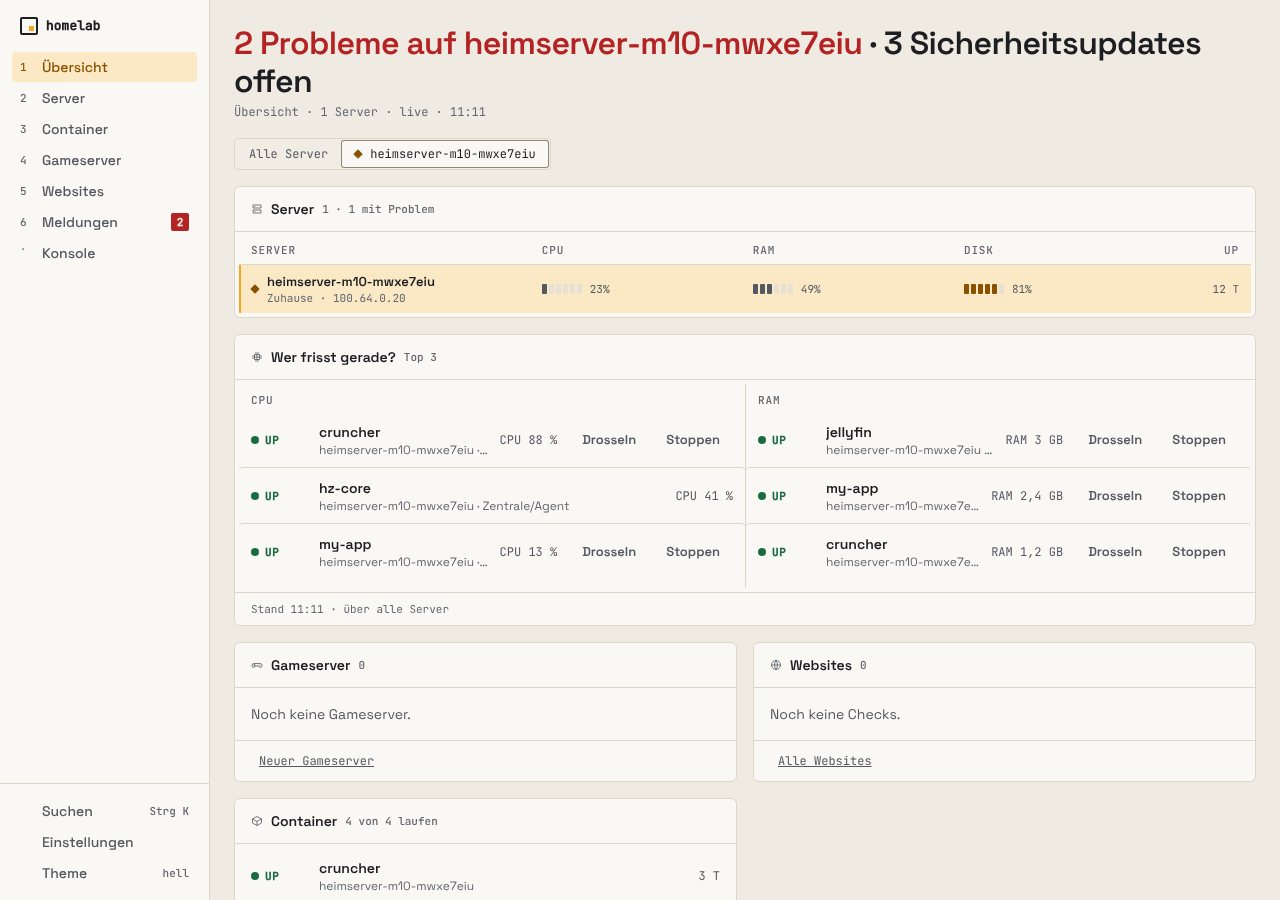 homelab
1 Übersicht
2 Server
3 Container
4 Gameserver
5 Websites
6 Meldungen 2
` Konsole
Suchen Strg K
Einstellungen
Theme hell
2 Probleme auf heimserver-m10-mwxe7eiu · 3 Sicherheitsupdates
offen
Übersicht · 1 Server · live · 11:11
Alle Server heimserver-m10-mwxe7eiu
Server 1 · 1 mit Problem
SERVER CPU RAM DISK UP
heimserver-m10-mwxe7eiu 23% 49% 81% 12 T
Zuhause · 100.64.0.20
Wer frisst gerade? Top 3
CPU
UP cruncher CPU 88 % Drosseln Stoppen
heimserver-m10-mwxe7eiu ·…
UP hz-core CPU 41 %
heimserver-m10-mwxe7eiu · Zentrale/Agent
UP my-app CPU 13 % Drosseln Stoppen
heimserver-m10-mwxe7eiu ·…
RAM
UP jellyfin RAM 3 GB Drosseln Stoppen
heimserver-m10-mwxe7eiu …
UP my-app RAM 2,4 GB Drosseln Stoppen
heimserver-m10-mwxe7e…
UP cruncher RAM 1,2 GB Drosseln Stoppen
heimserver-m10-mwxe7e…
Stand 11:11 · über alle Server
Gameserver 0
Noch keine Gameserver.
Neuer Gameserver
Websites 0
Noch keine Checks.
Alle Websites
Container 4 von 4 laufen
UP cruncher 3 T
heimserver-m10-mwxe7eiu